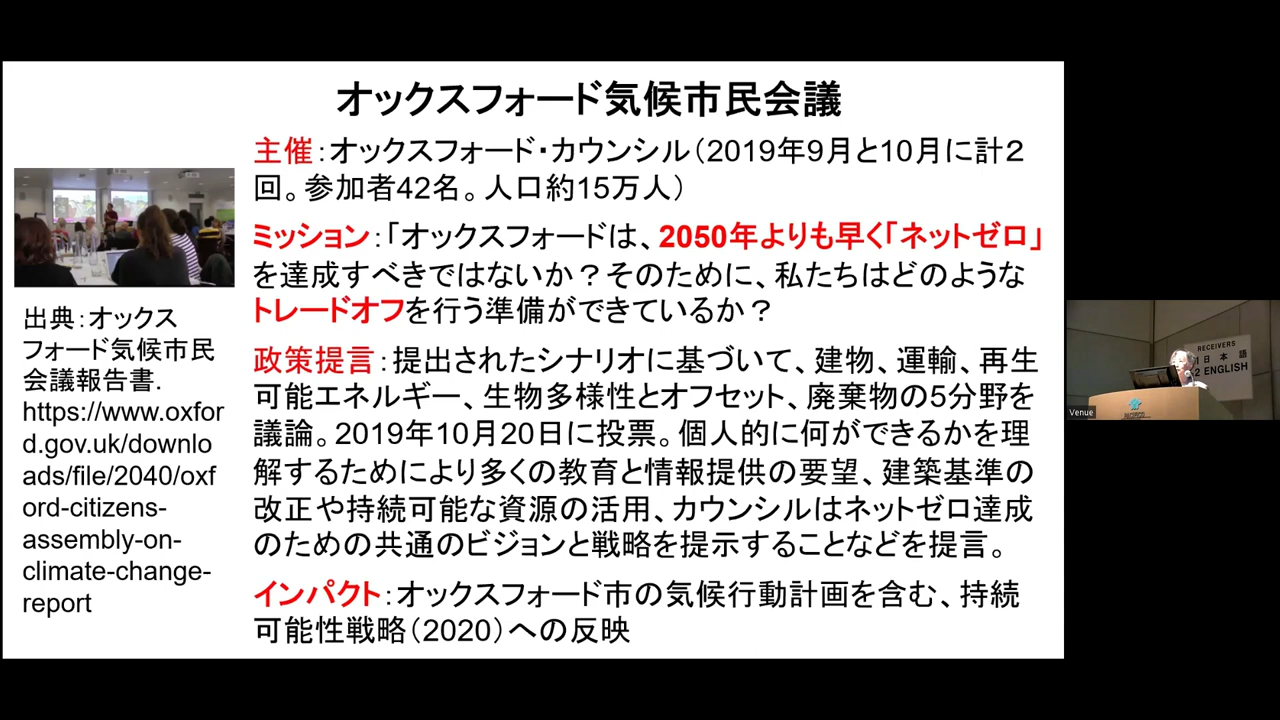 オックスフォード気候市民会議
主催：オックスフォード・カウンシル（2019年9月と10月に計２
回。参加者42名。人口約15万人）
ミッション：「オックスフォードは、2050年よりも早く「ネットゼロ」
を達成すべきではないか？そのために、私たちはどのような
トレードオフを行う準備ができているか？
政策提言：提出されたシナリオに基づいて、建物、運輸、再生
可能エネルギー、生物多様性とオフセット、廃棄物の5分野を
議論。2019年10月20日に投票。個人的に何ができるかを理
解するためにより多くの教育と情報提供の要望、建築基準の
改正や持続可能な資源の活用、カウンシルはネットゼロ達成
のための共通のビジョンと戦略を提示することなどを提言。
インパクト：オックスフォード市の気候行動計画を含む、持続
可能性戦略（2020）への反映
出典：オックス
フォード気候市民
会議報告書.
https://www.oxfor
d.gov.uk/downlo
ads/file/2040/oxf
ord-citizens-
assembly-on-
climate-change-
report
RECEIVERS
1 日本語
2 ENGLISH
Venue